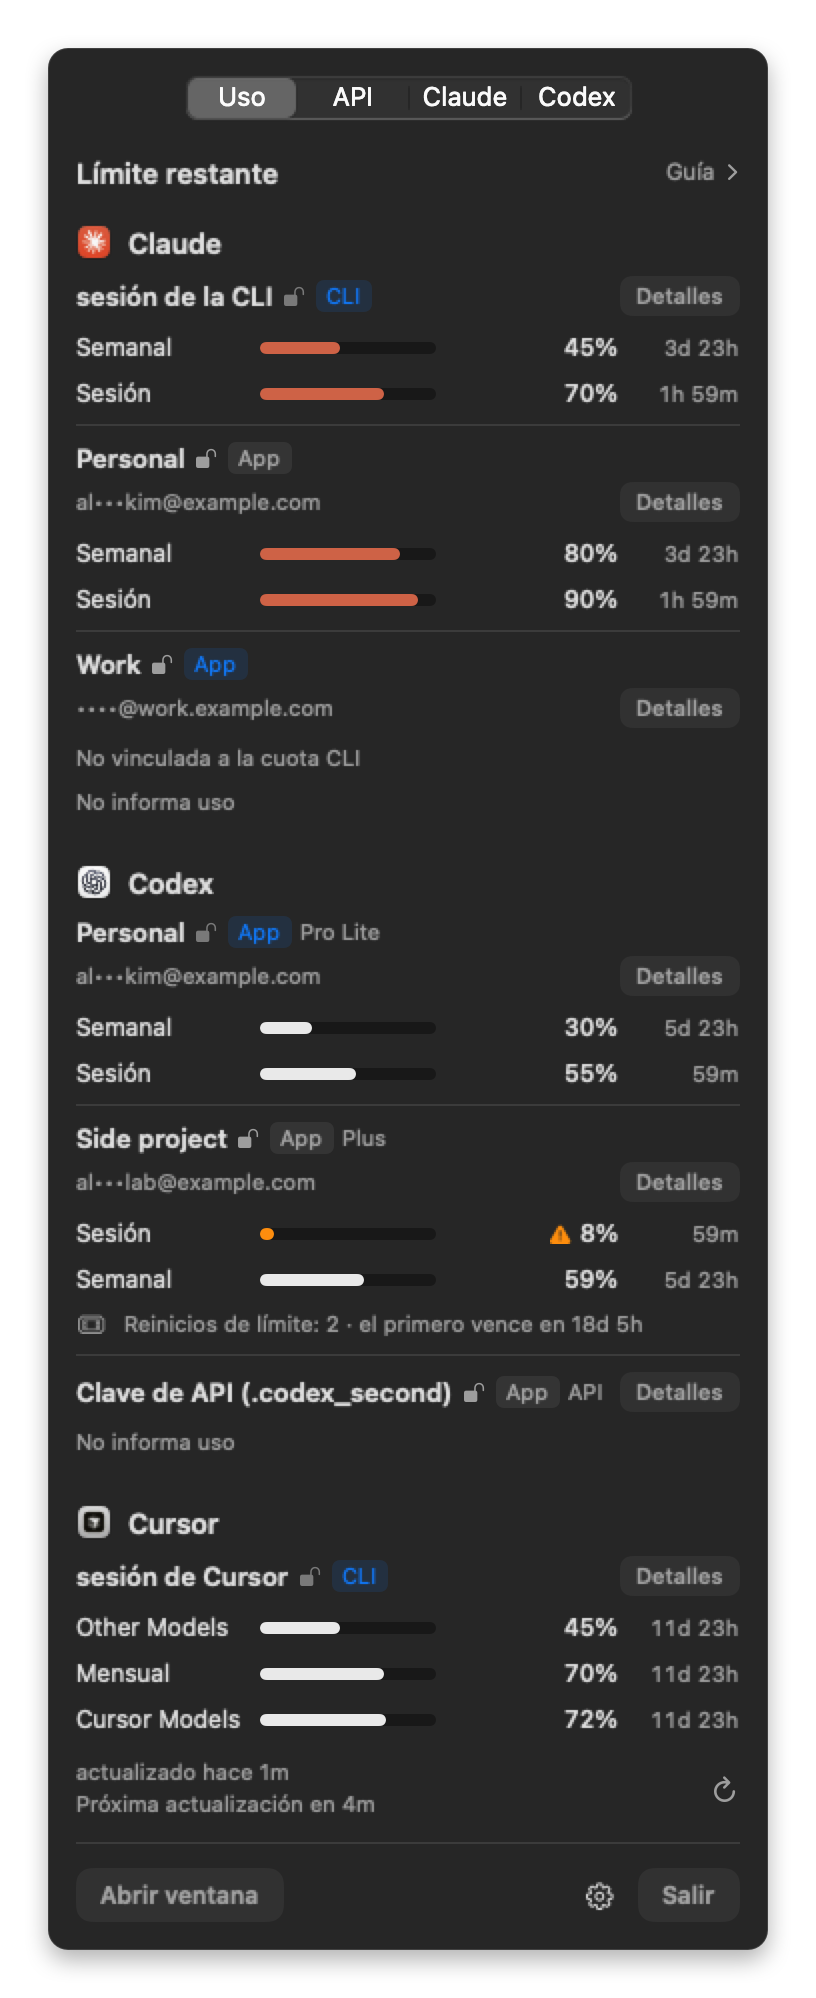 Uso API Claude Codex
Límite restante Guía
Claude
sesión de la CLI CLI Detalles
Semanal 45% 3d 23h
Sesión 70% 1h 59m
Personal App
al•••kim@example.com Detalles
Semanal 80% 3d 23h
Sesión 90% 1h 59m
Work App
••••@work.example.com Detalles
No vinculada a la cuota CLI
No informa uso
Codex
Personal App Pro Lite
al•••kim@example.com Detalles
Semanal 30% 5d 23h
Sesión 55% 59m
Side project App Plus
al•••lab@example.com Detalles
Sesión 8% 59m
Semanal 59% 5d 23h
Reinicios de límite: 2 · el primero vence en 18d 5h
Clave de API (.codex_second) App API Detalles
No informa uso
Cursor
sesión de Cursor CLI Detalles
Other Models 45% 11d 23h
Mensual 70% 11d 23h
Cursor Models 72% 11d 23h
actualizado hace 1m
Próxima actualización en 4m
Abrir ventana Salir